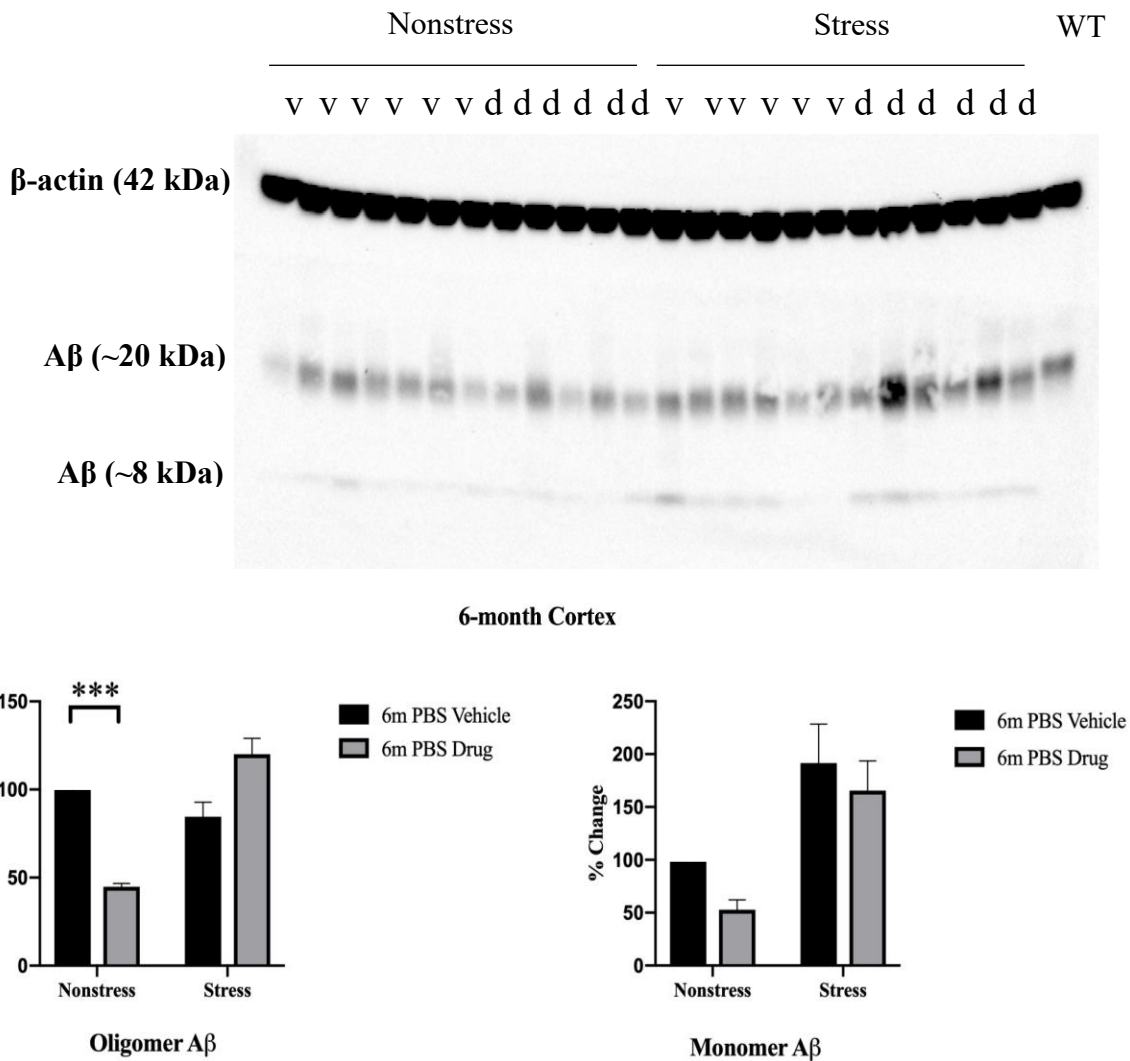 Nonstress Stress WT
v v v v v v d d d d d d v v v v v v d d d d d d
β-actin (42 kDa)
Aβ (~20 kDa)
Aβ (~8 kDa)
6-month Cortex
***
150
100
50
0
Nonstress Stress
Oligomer Aβ
6m PBS Vehicle
6m PBS Drug
% Change
250
200
150
100
50
0
Nonstress Stress
Monomer Aβ
6m PBS Vehicle
6m PBS Drug